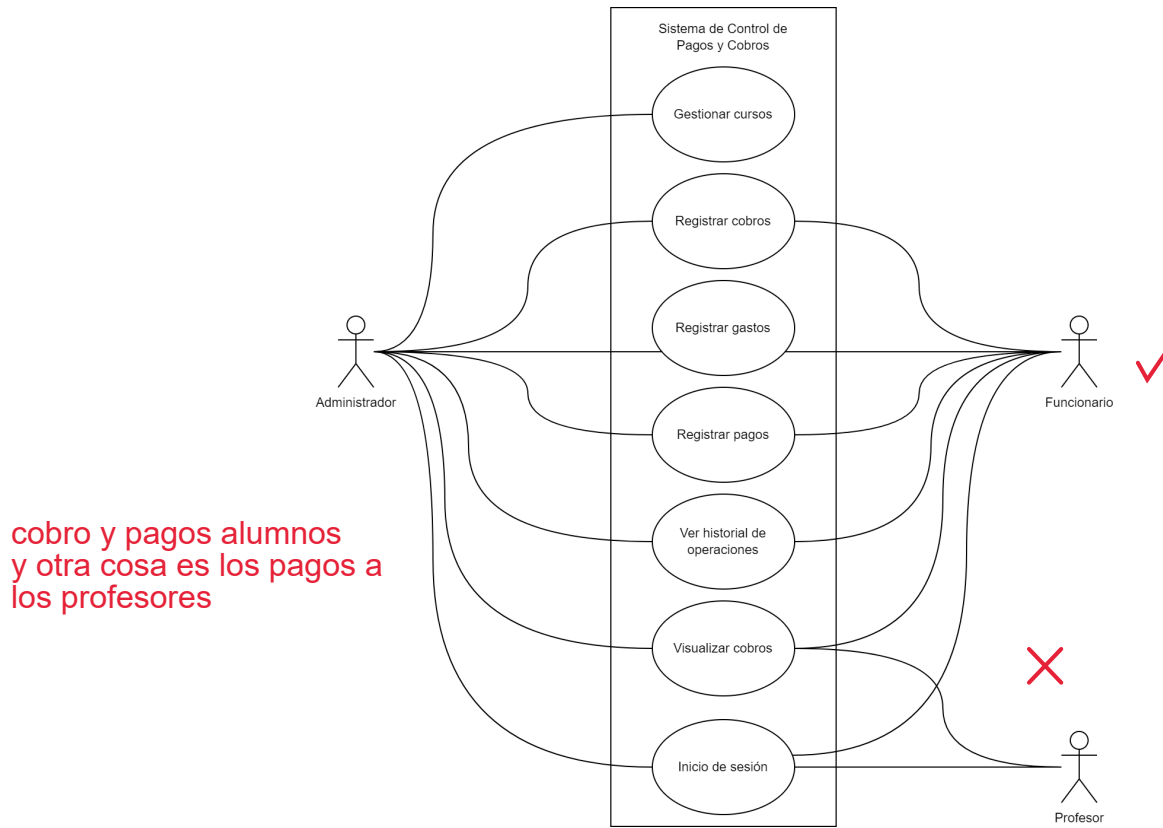 Sistema de Control de
Pagos y Cobros
Gestionar cursos
Registrar cobros
Registrar gastos
Administrador
Funcionario
Registrar pagos
cobro y pagos alumnos
y otra cosa es los pagos a
los profesores
Ver historial de
operaciones
Visualizar cobros
Inicio de sesión
Profesor